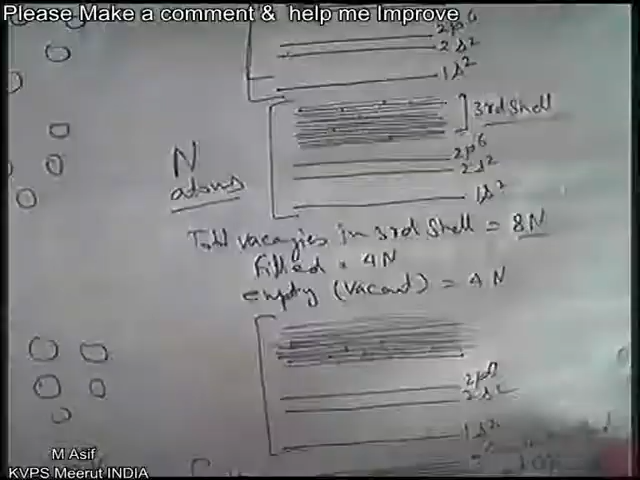 Please Make a comment & help me Improve
2p6
2s2
1s2
3rd Shell
2p6
2s2
1s2
N
atoms
Total vacancies in 3rd Shell = 8N
filled = 4N
empty (vacant) = 4N
2p6
2s2
1s2
M Asif
KVPS Meerut INDIA